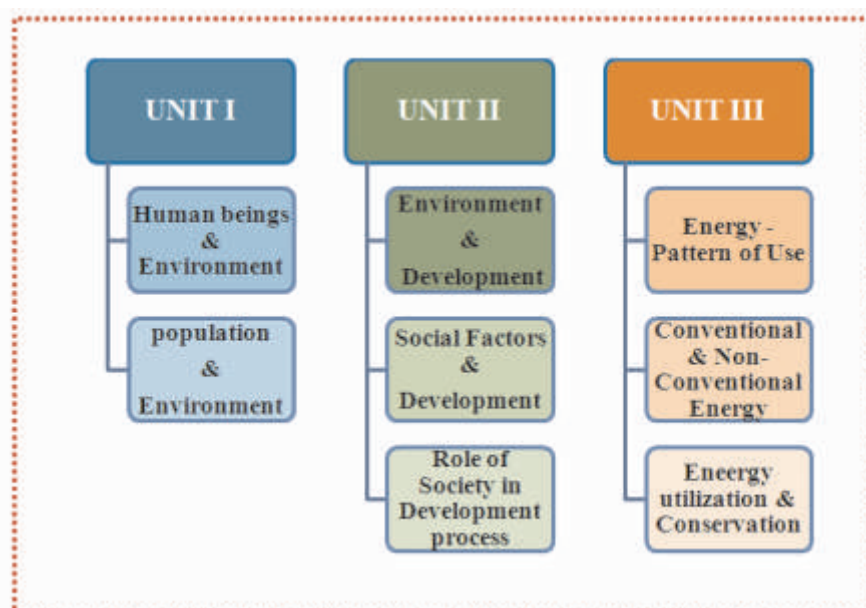 UNIT I
Human beings
&
Environment
population
&
Environment
UNIT II
Environment
&
Development
Social Factors
&
Development
Role of
Society in
Development
process
UNIT III
Energy -
Pattern of Use
Conventional
& Non-
Conventional
Energy
Eneergy
utilization &
Conservation